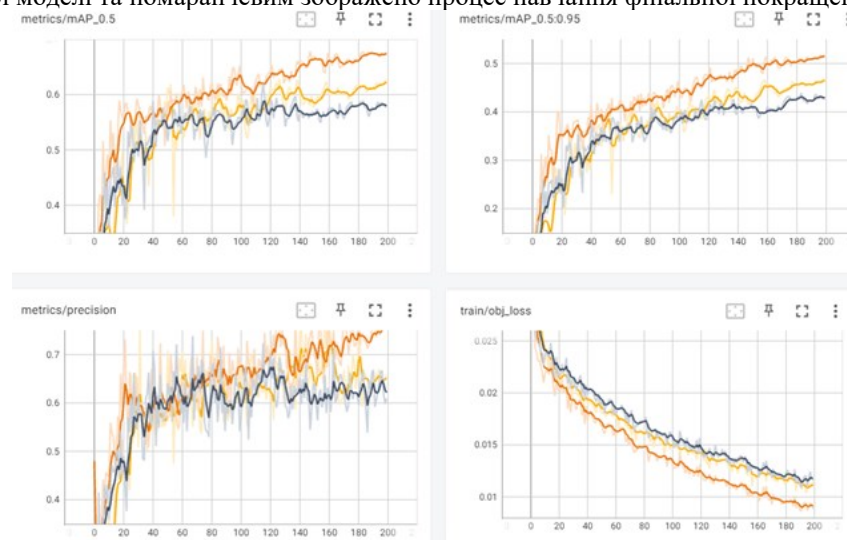 моделі та помаранчевим зображено процес навчання фінальної покращен
metrics/mAP_0.5
metrics/mAP_0.5:0.95
0.6
0.5
0.4
0 20 40 60 80 100 120 140 160 180 200
0.5
0.4
0.3
0.2
0 20 40 60 80 100 120 140 160 180 200
metrics/precision
train/obj_loss
0.7
0.6
0.5
0.4
0 20 40 60 80 100 120 140 160 180 200
0.025
0.02
0.015
0.01
0 20 40 60 80 100 120 140 160 180 200